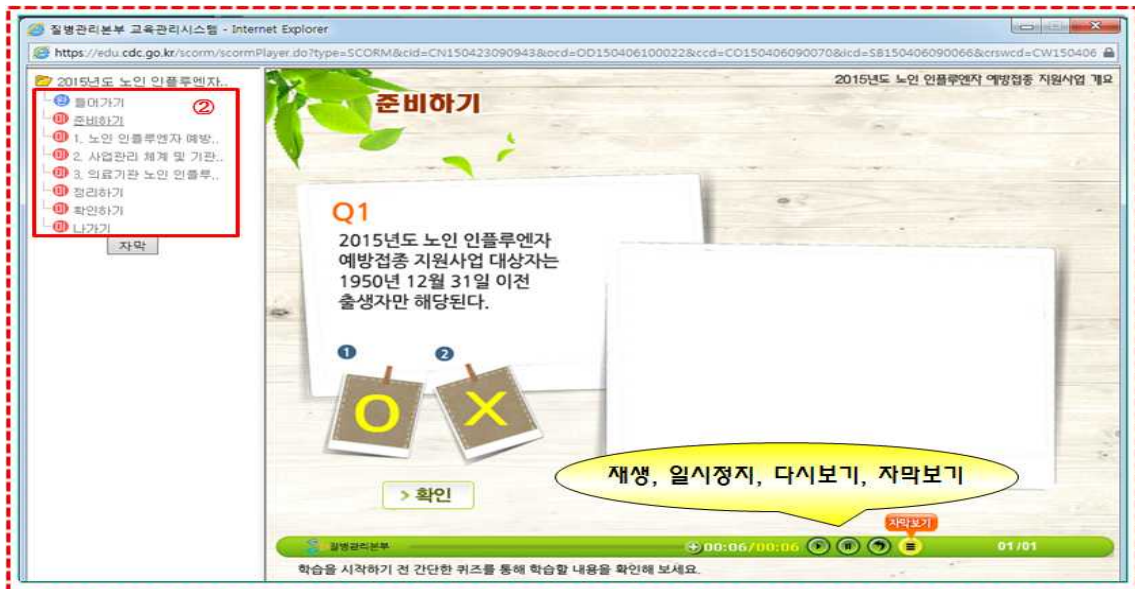 질병관리본부 교육관리시스템 - Internet Explorer
https://edu.cdc.go.kr/scorm/scormPlayer.do?type=SCORM&cid=CN150423090943&ocd=OD150406100022&ccd=CO150406090070&icd=SB150406090066&crswcd=CW150406
2015년도 노인 인플루엔자..
완 들어가기
②
미 준비하기
미 1. 노인 인플루엔자 예방..
미 2. 사업관리 체계 및 기관..
미 3. 의료기관 노인 인플루..
미 정리하기
미 확인하기
미 나가기
자막
2015년도 노인 인플루엔자 예방접종 지원사업 개요
준비하기
Q1
2015년도 노인 인플루엔자
예방접종 지원사업 대상자는
1950년 12월 31일 이전
출생자만 해당된다.
1 2
O X
> 확인
재생, 일시정지, 다시보기, 자막보기
자막보기
질병관리본부 00:06/00:06 01/01
학습을 시작하기 전 간단한 퀴즈를 통해 학습할 내용을 확인해 보세요.